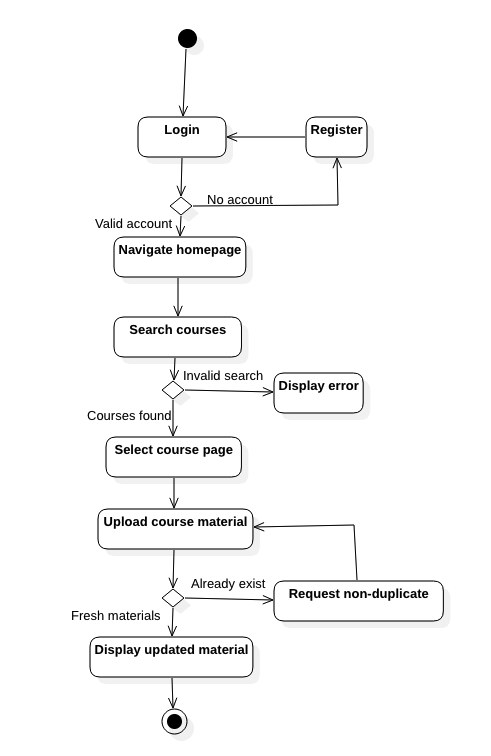 Login
Register
No account
Valid account
Navigate homepage
Search courses
Invalid search
Display error
Courses found
Select course page
Upload course material
Already exist
Request non-duplicate
Fresh materials
Display updated material